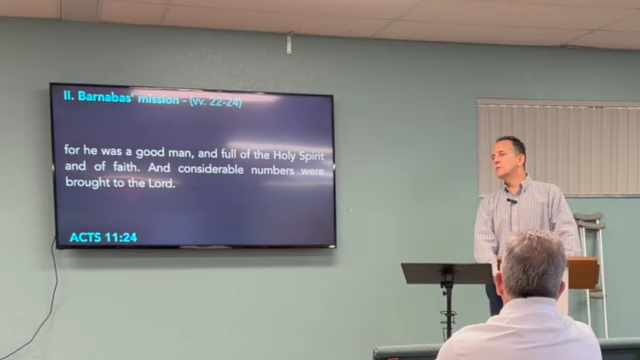 II. Barnabas' mission - (vv. 22-24)
for he was a good man, and full of the Holy Spirit
and of faith. And considerable numbers were
brought to the Lord.
ACTS 11:24